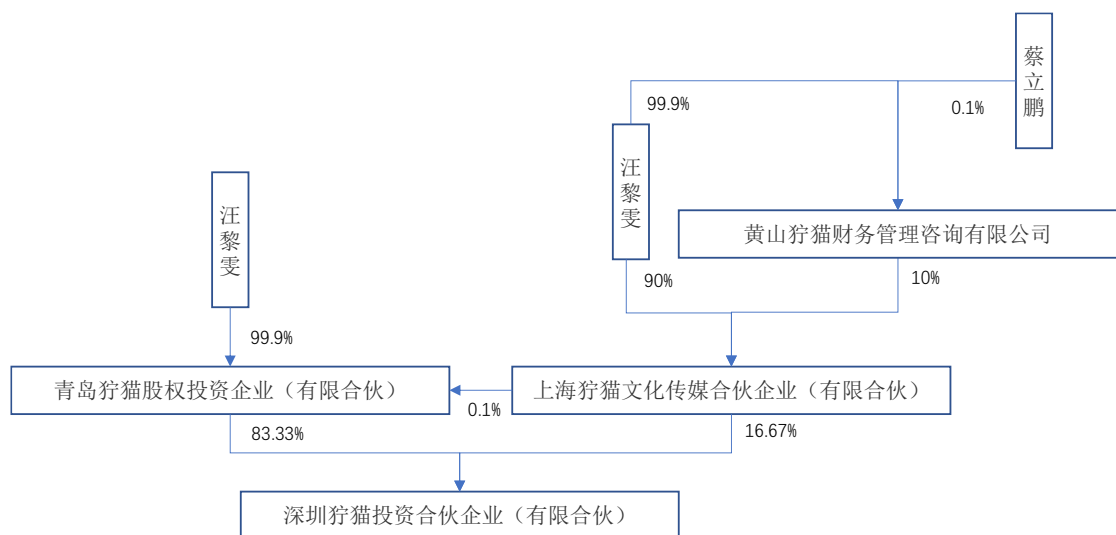 蔡立鹏
99.9%
0.1%
汪黎雯
汪黎雯
黄山狞猫财务管理咨询有限公司
90%
10%
99.9%
青岛狞猫股权投资企业（有限合伙）
上海狞猫文化传媒合伙企业（有限合伙）
0.1%
83.33%
16.67%
深圳狞猫投资合伙企业（有限合伙）